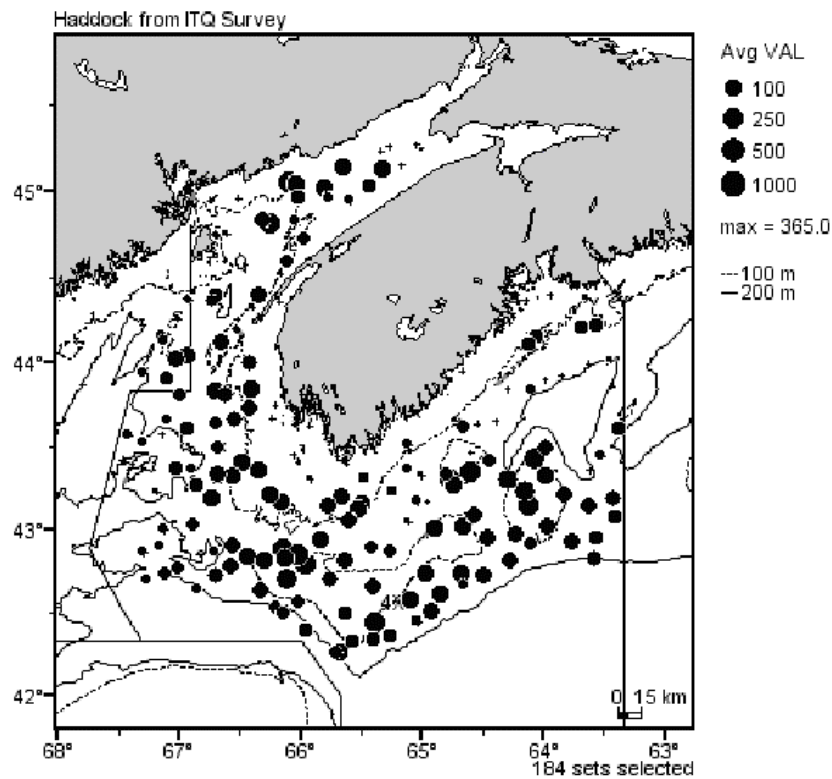 Haddock from ITQ Survey
Avg VAL
100
250
500
1000
max = 365.0
100 m
200 m
45°
44°
43°
42°
4X
0 15 km
68° 67° 66° 65° 64° 63°
184 sets selected